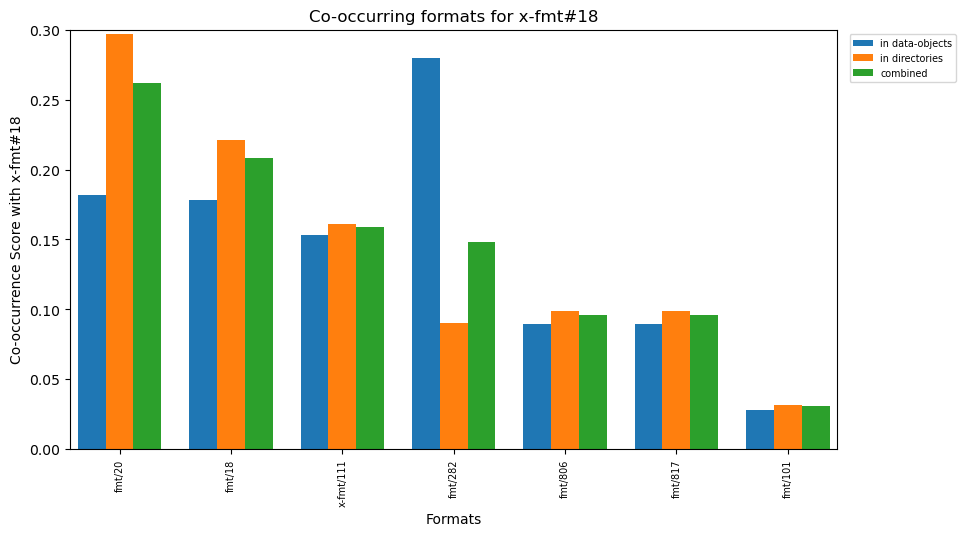 Co-occurring formats for x-fmt#18
in data-objects
in directories
combined
Co-occurrence Score with x-fmt#18
0.30
0.25
0.20
0.15
0.10
0.05
0.00
fmt/20
fmt/18
x-fmt/111
fmt/282
fmt/806
fmt/817
fmt/101
Formats